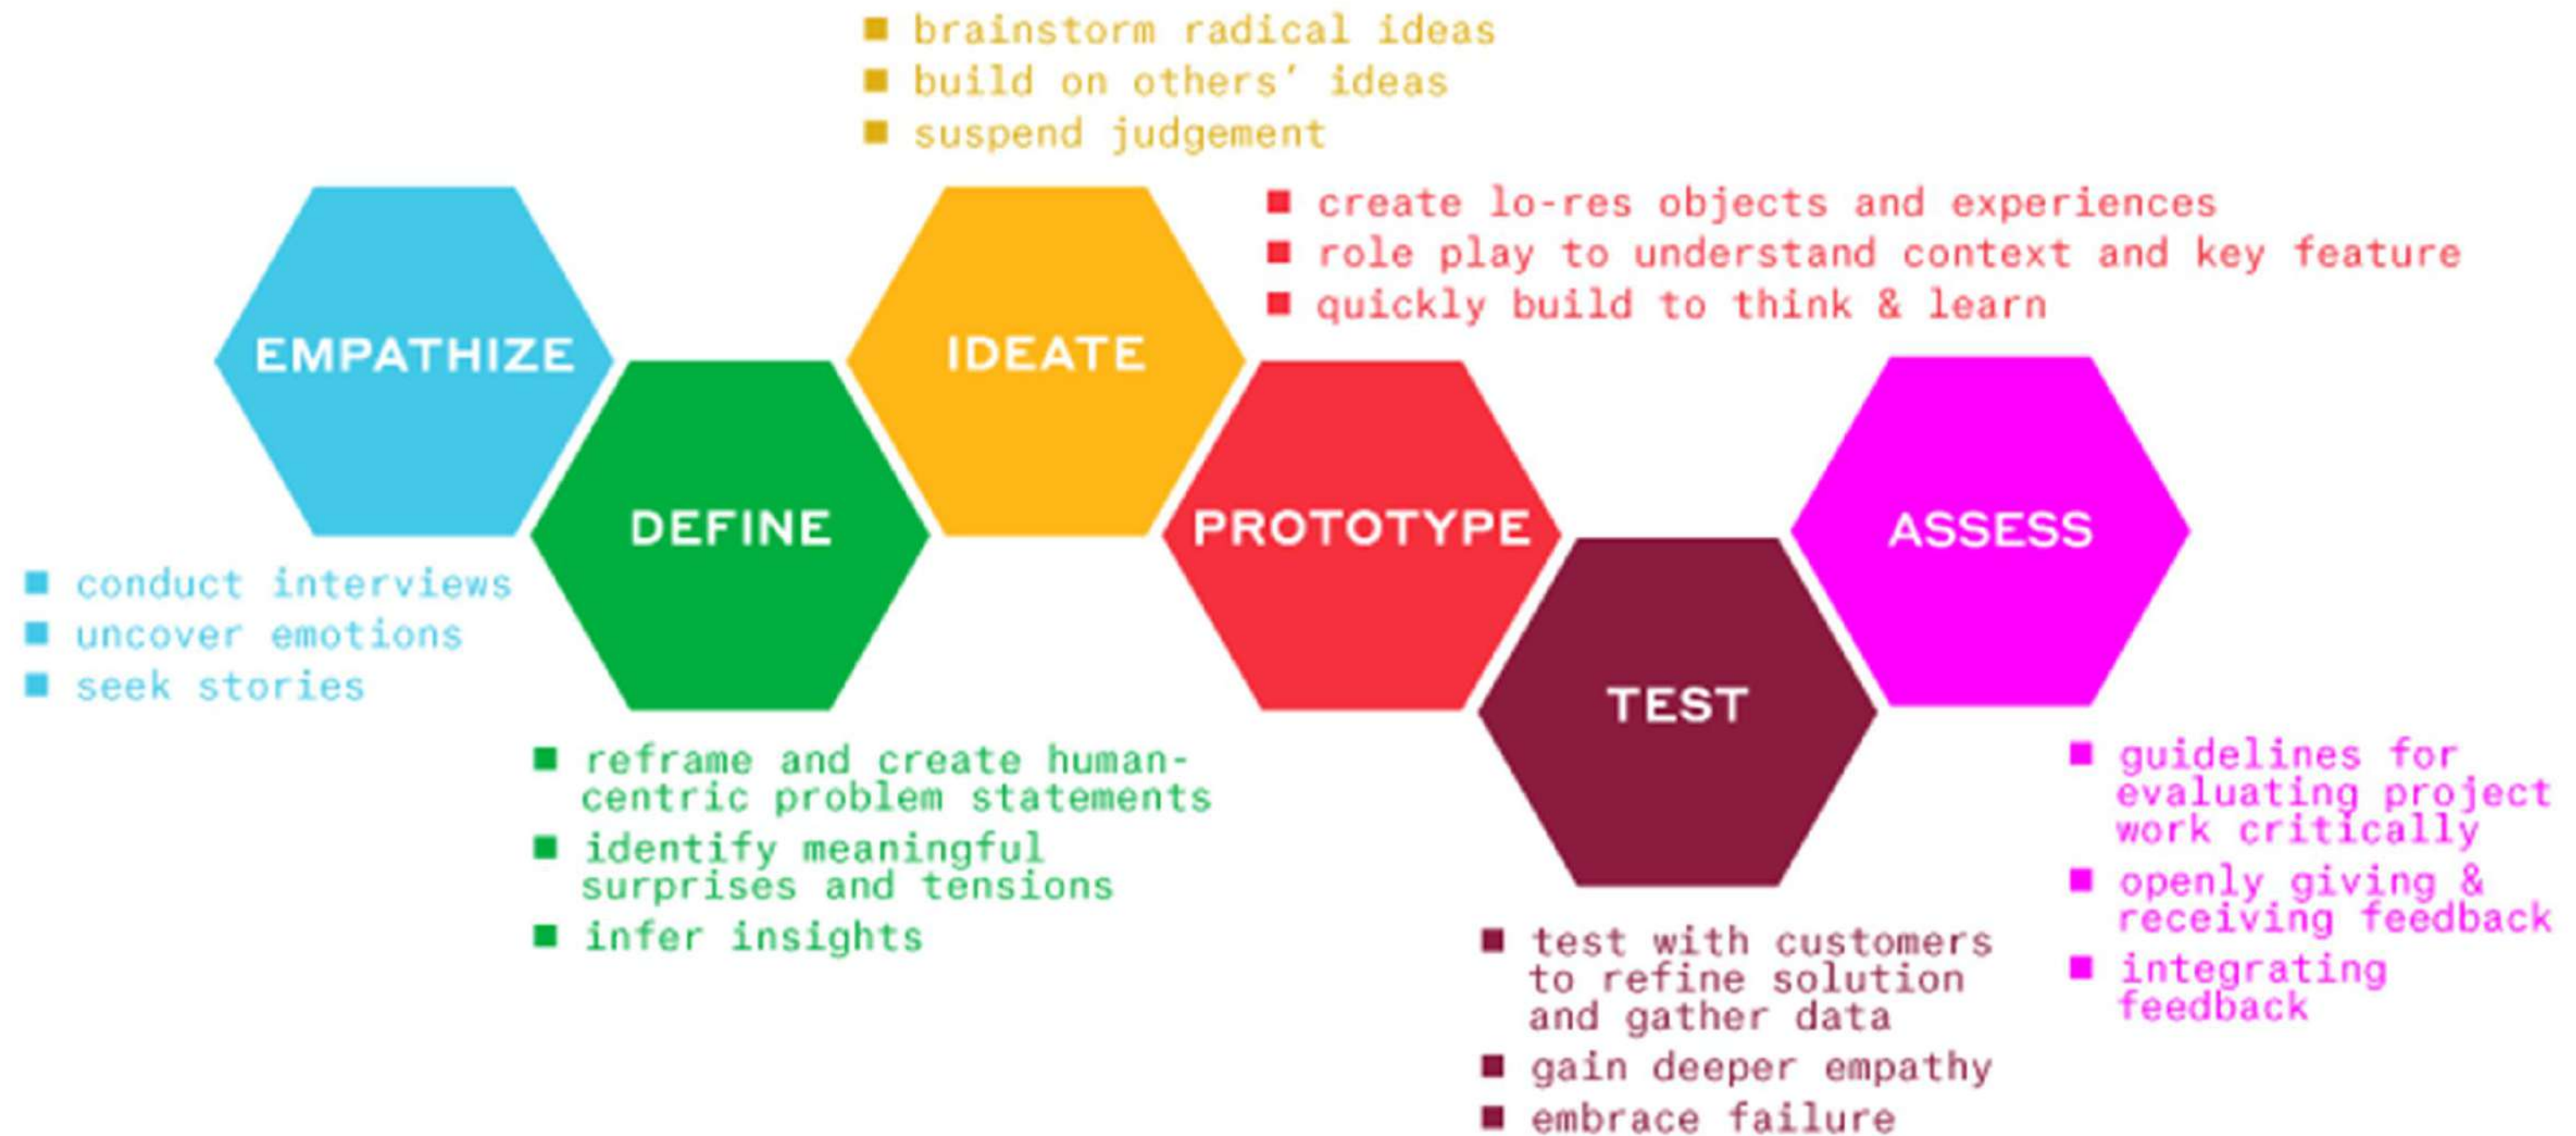 EMPATHIZE
■ conduct interviews
■ uncover emotions
■ seek stories
DEFINE
■ reframe and create human-
centric problem statements
■ identify meaningful
surprises and tensions
■ infer insights
IDEATE
■ brainstorm radical ideas
■ build on others’ ideas
■ suspend judgement
PROTOTYPE
■ create lo-res objects and experiences
■ role play to understand context and key feature
■ quickly build to think & learn
TEST
■ test with customers
to refine solution
and gather data
■ gain deeper empathy
■ embrace failure
ASSESS
■ guidelines for
evaluating project
work critically
■ openly giving &
receiving feedback
■ integrating
feedback